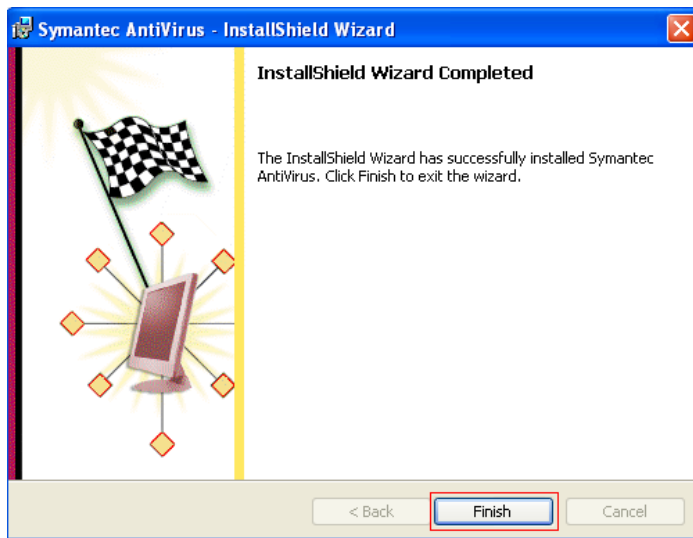 Symantec AntiVirus - InstallShield Wizard
InstallShield Wizard Completed
The InstallShield Wizard has successfully installed Symantec
AntiVirus. Click Finish to exit the wizard.
< Back
Finish
Cancel